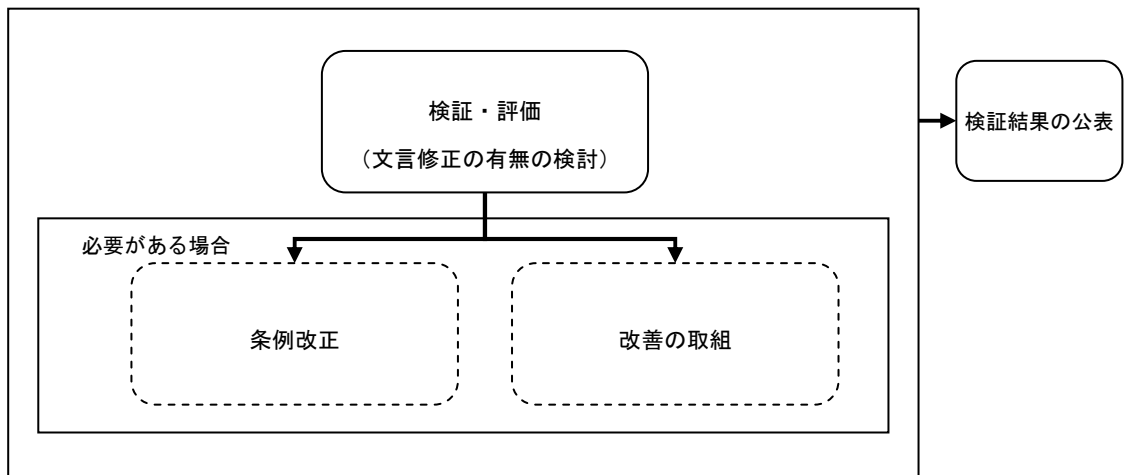 検証・評価
（文言修正の有無の検討）
検証結果の公表
必要がある場合
条例改正
改善の取組